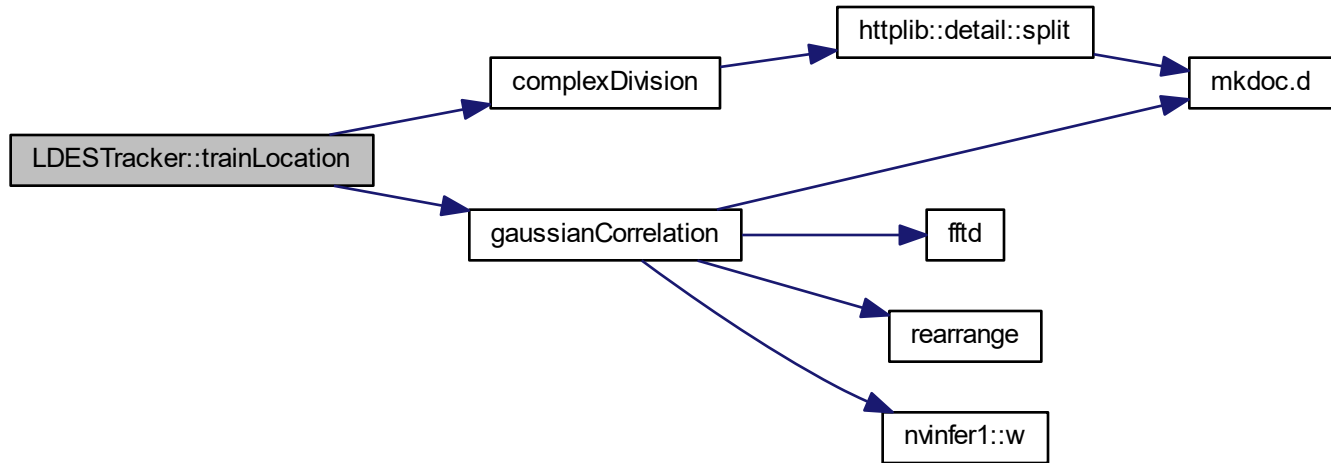 httplib::detail::split
complexDivision
mkdoc.d
LDESTracker::trainLocation
gaussianCorrelation
fftd
rearrange
nvinfer1::w